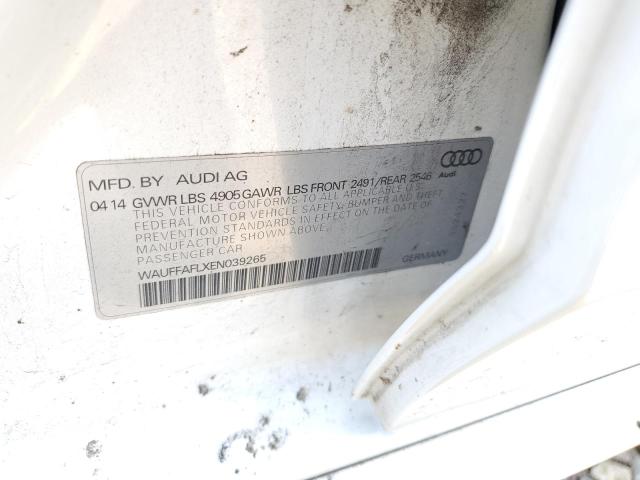 MFD. BY AUDI AG
04 14 GVWR LBS 4905 GAWR LBS FRONT 2491/REAR 2546
THIS VEHICLE CONFORMS TO ALL APPLICABLE U.S.
FEDERAL MOTOR VEHICLE SAFETY, BUMPER AND THEFT
PREVENTION STANDARDS IN EFFECT ON THE DATE OF
MANUFACTURE SHOWN ABOVE.
PASSENGER CAR
WAUFFAFLXEN039265
Audi
GERMANY